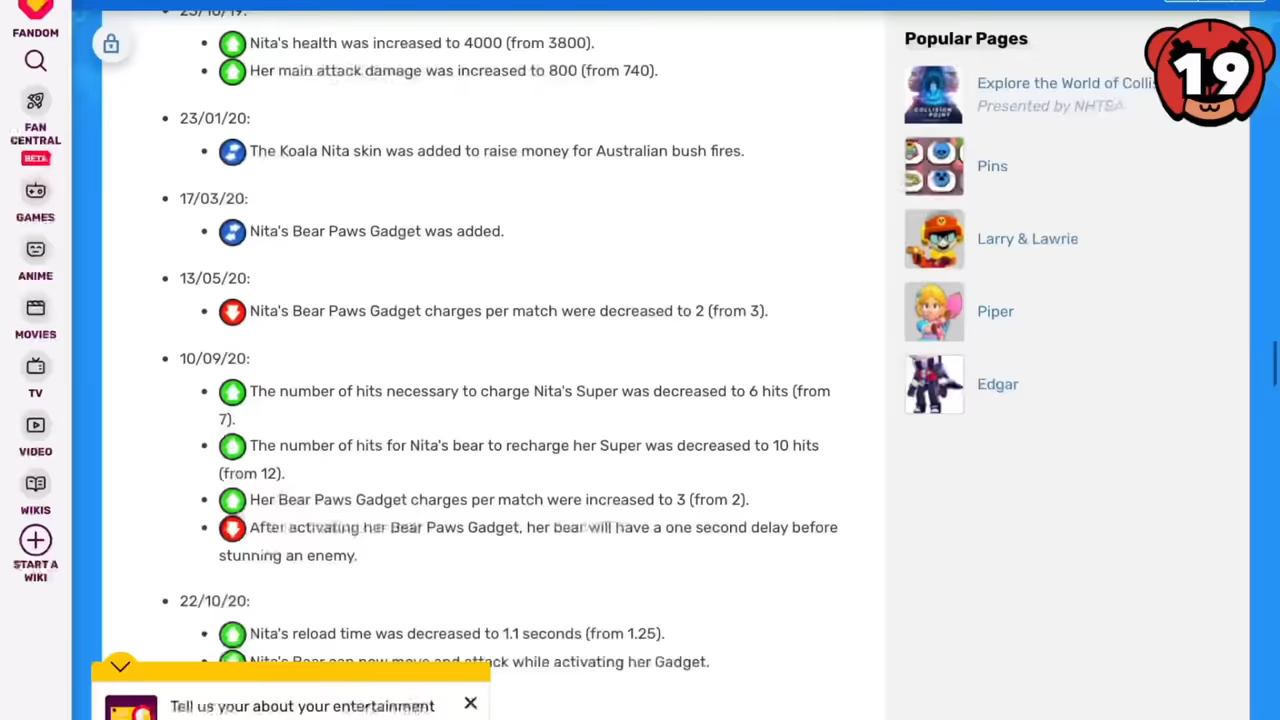 FANDOM
FAN
CENTRAL
BETA
GAMES
ANIME
MOVIES
TV
VIDEO
WIKIS
START A
WIKI
Nita's health was increased to 4000 (from 3800).
Her main attack damage was increased to 800 (from 740).
23/01/20:
The Koala Nita skin was added to raise money for Australian bush fires.
17/03/20:
Nita's Bear Paws Gadget was added.
13/05/20:
Nita's Bear Paws Gadget charges per match were decreased to 2 (from 3).
10/09/20:
The number of hits necessary to charge Nita's Super was decreased to 6 hits (from
7).
The number of hits for Nita's bear to recharge her Super was decreased to 10 hits
(from 12).
Her Bear Paws Gadget charges per match were increased to 3 (from 2).
After activating her Bear Paws Gadget, her bear will have a one second delay before
stunning an enemy.
22/10/20:
Nita's reload time was decreased to 1.1 seconds (from 1.25).
Nita's Bear can now move and attack while activating her Gadget.
Tell us your about your entertainment
Popular Pages
Explore the World of Collis
Presented by NHTSA
Pins
Larry & Lawrie
Piper
Edgar
19